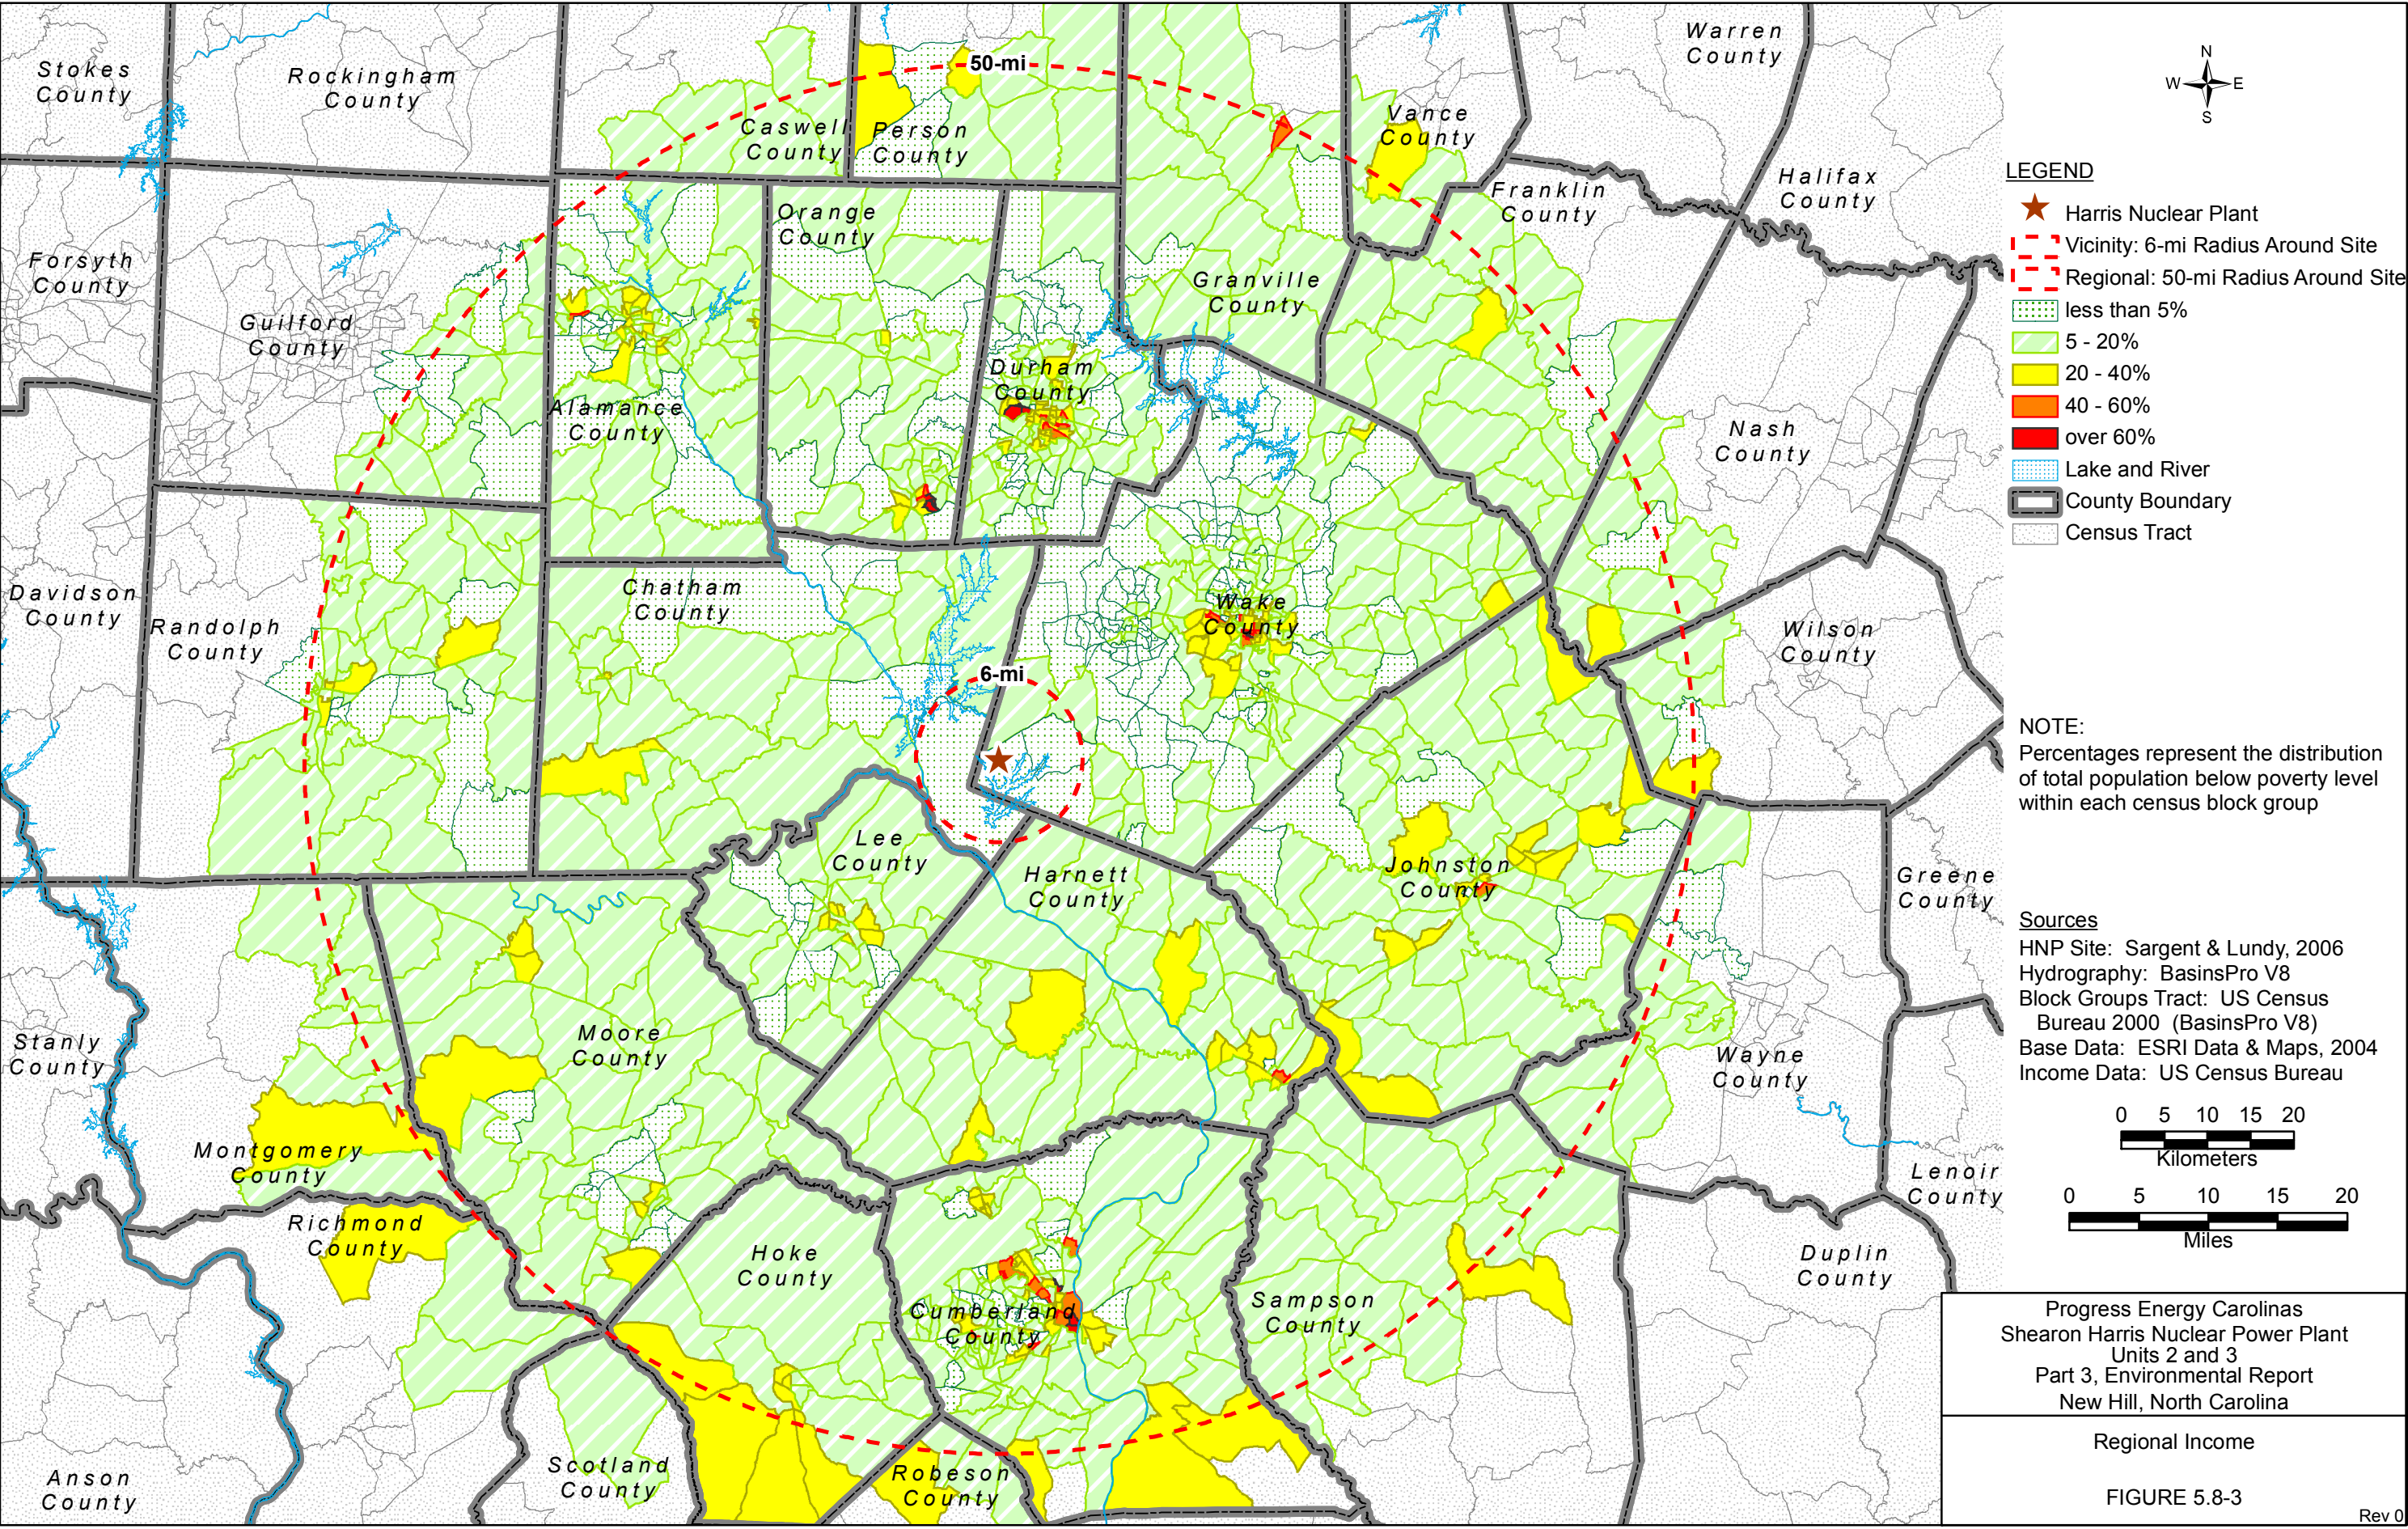 Stokes
County
Rockingham
County
Caswell
County
Person
County
50-mi
Vance
County
Warren
County
Halifax
County
Franklin
County
Forsyth
County
Guilford
County
Orange
County
Granville
County
Durham
County
Alamance
County
Nash
County
Davidson
County
Randolph
County
Chatham
County
Wake
County
Wilson
County
6-mi
Lee
County
Harnett
County
Johnston
County
Greene
County
Stanly
County
Moore
County
Wayne
County
Montgomery
County
Lenoir
County
Richmond
County
Hoke
County
Cumberland
County
Sampson
County
Duplin
County
Anson
County
Scotland
County
Robeson
County
N
W E
S
LEGEND
Harris Nuclear Plant
Vicinity: 6-mi Radius Around Site
Regional: 50-mi Radius Around Site
less than 5%
5 - 20%
20 - 40%
40 - 60%
over 60%
Lake and River
County Boundary
Census Tract
NOTE:
Percentages represent the distribution
of total population below poverty level
within each census block group
Sources
HNP Site: Sargent & Lundy, 2006
Hydrography: BasinsPro V8
Block Groups Tract: US Census
Bureau 2000 (BasinsPro V8)
Base Data: ESRI Data & Maps, 2004
Income Data: US Census Bureau
0 5 10 15 20
Kilometers
0 5 10 15 20
Miles
Progress Energy Carolinas
Shearon Harris Nuclear Power Plant
Units 2 and 3
Part 3, Environmental Report
New Hill, North Carolina
Regional Income
FIGURE 5.8-3
Rev 0